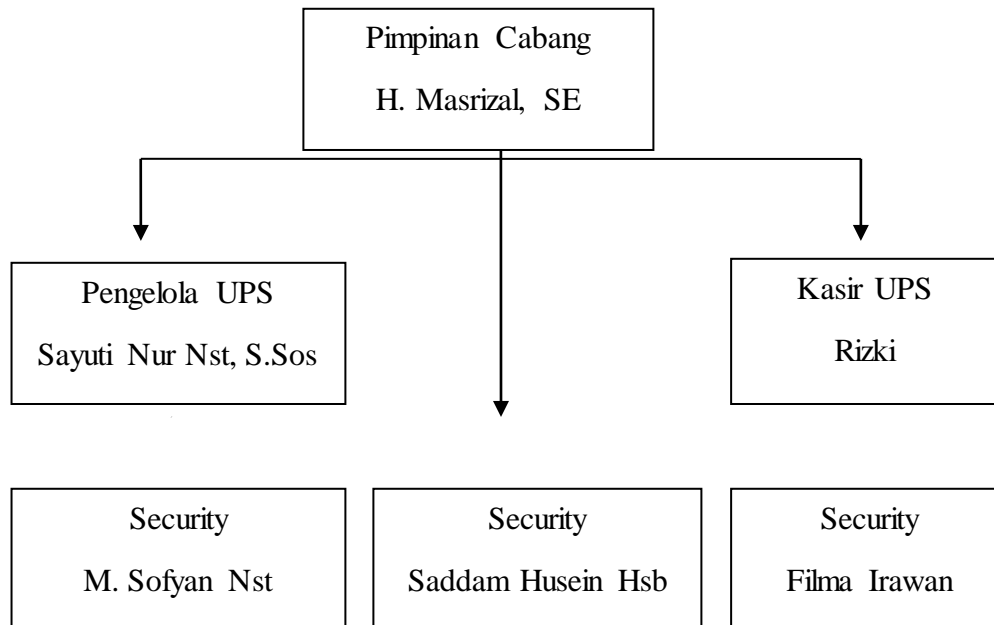 Pimpinan Cabang
H. Masrizal, SE
Pengelola UPS
Sayuti Nur Nst, S.Sos
Kasir UPS
Rizki
Security
M. Sofyan Nst
Security
Saddam Husein Hsb
Security
Filma Irawan